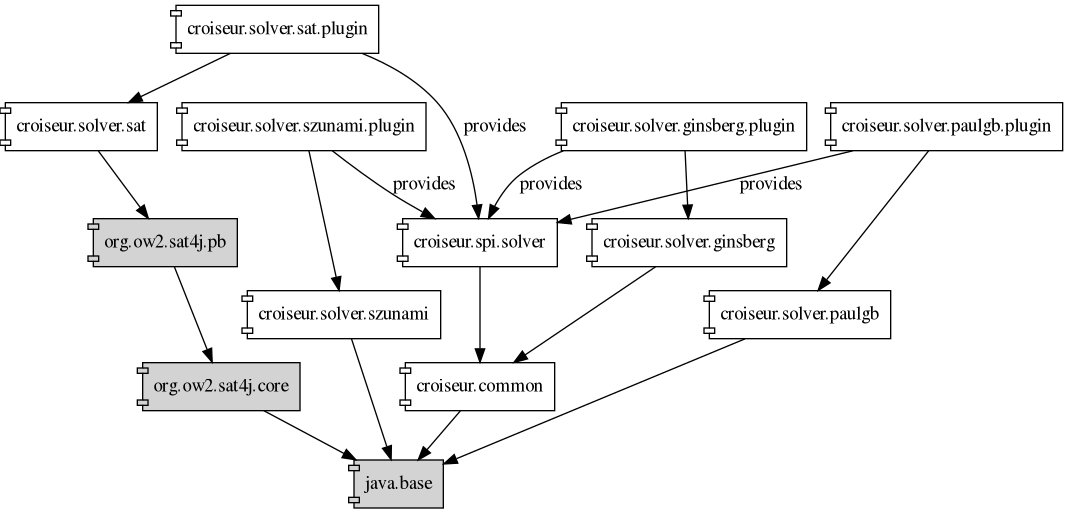 croiseur.solver.sat.plugin
croiseur.solver.sat
croiseur.solver.szunami.plugin
provides
croiseur.solver.ginsberg.plugin
croiseur.solver.paulgb.plugin
provides
provides
provides
org.ow2.sat4j.pb
croiseur.spi.solver
croiseur.solver.ginsberg
croiseur.solver.szunami
croiseur.solver.paulgb
org.ow2.sat4j.core
croiseur.common
java.base